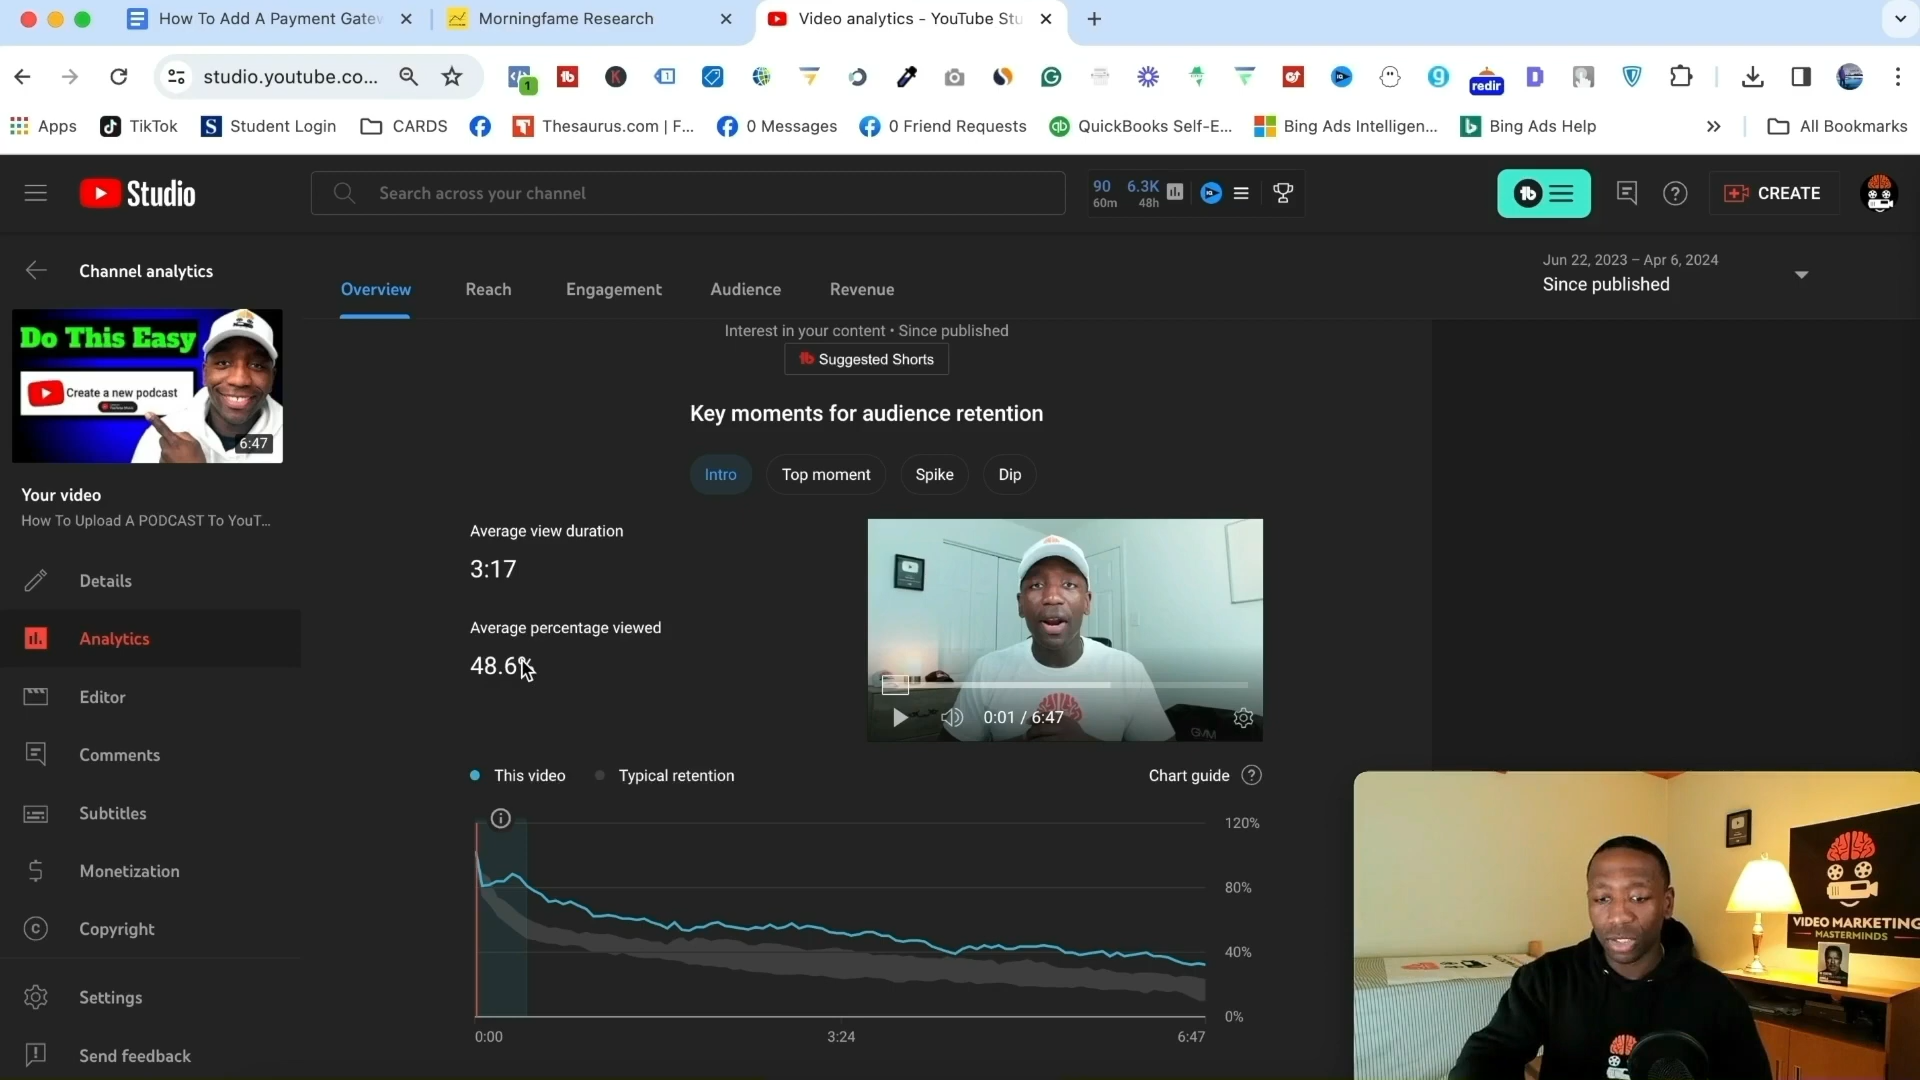 How To Add A Payment Gatew
Morningfame Research
Video analytics - YouTube Stu
studio.youtube.co...
1
redir
Apps
TikTok
Student Login
CARDS
Thesaurus.com | F...
0 Messages
0 Friend Requests
QuickBooks Self-E...
Bing Ads Intelligen...
Bing Ads Help
All Bookmarks
Studio
Search across your channel
90
60m
6.3K
48h
CREATE
Channel analytics
Overview
Reach
Engagement
Audience
Revenue
Jun 22, 2023 – Apr 6, 2024
Since published
Do This Easy
Create a new podcast
6:47
Your video
How To Upload A PODCAST To YouT...
Details
Analytics
Editor
Comments
Subtitles
Monetization
Copyright
Settings
Send feedback
Interest in your content • Since published
Suggested Shorts
Key moments for audience retention
Intro
Top moment
Spike
Dip
Average view duration
3:17
Average percentage viewed
48.6%
0:01 / 6:47
This video
Typical retention
Chart guide
120%
80%
40%
0%
0:00
3:24
6:47
VIDEO MARKETING
MASTERMINDS